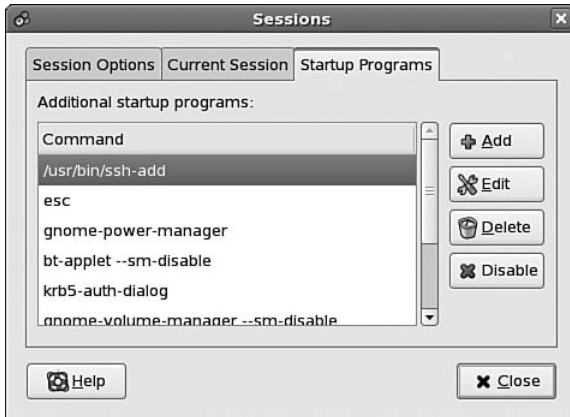 Sessions
Session Options Current Session Startup Programs
Additional startup programs:
Command
/usr/bin/ssh-add
esc
gnome-power-manager
bt-applet --sm-disable
krb5-auth-dialog
gnome-volume-manager --sm-disable
Add
Edit
Delete
Disable
Help
Close